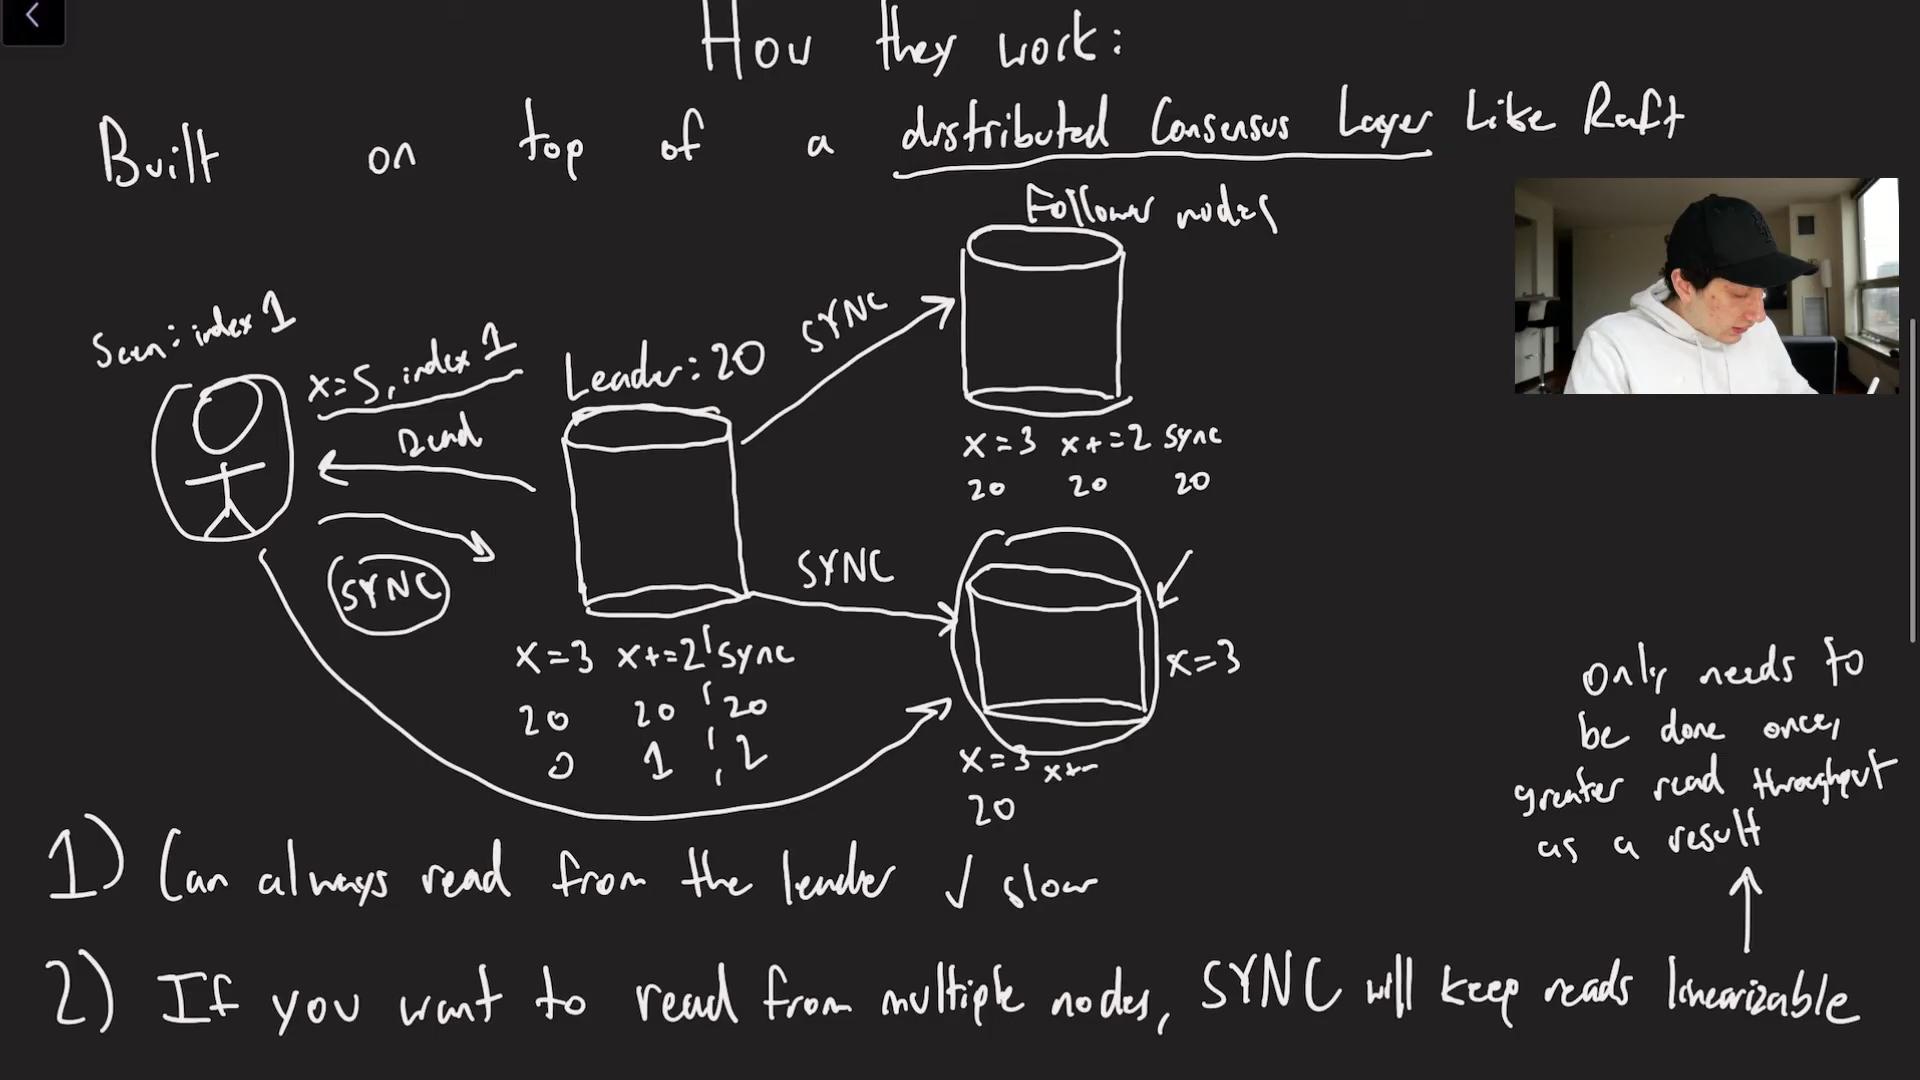 How they work:
Built on top of a distributed Consensus Layer Like Raft
Follower nodes
Seen: index 1
x=5, index 1
Read
SYNC
Leader: 20
SYNC
SYNC
x=3 x+=2 sync
20 20 20
0 1 2
x=3 x+=2 sync
20 20 20
x=3
x=3 x+=
20
only needs to
be done once,
greater read throughput
as a result
1) Can always read from the leader ✓ slow
2) If you want to read from multiple nodes, SYNC will keep reads linearizable